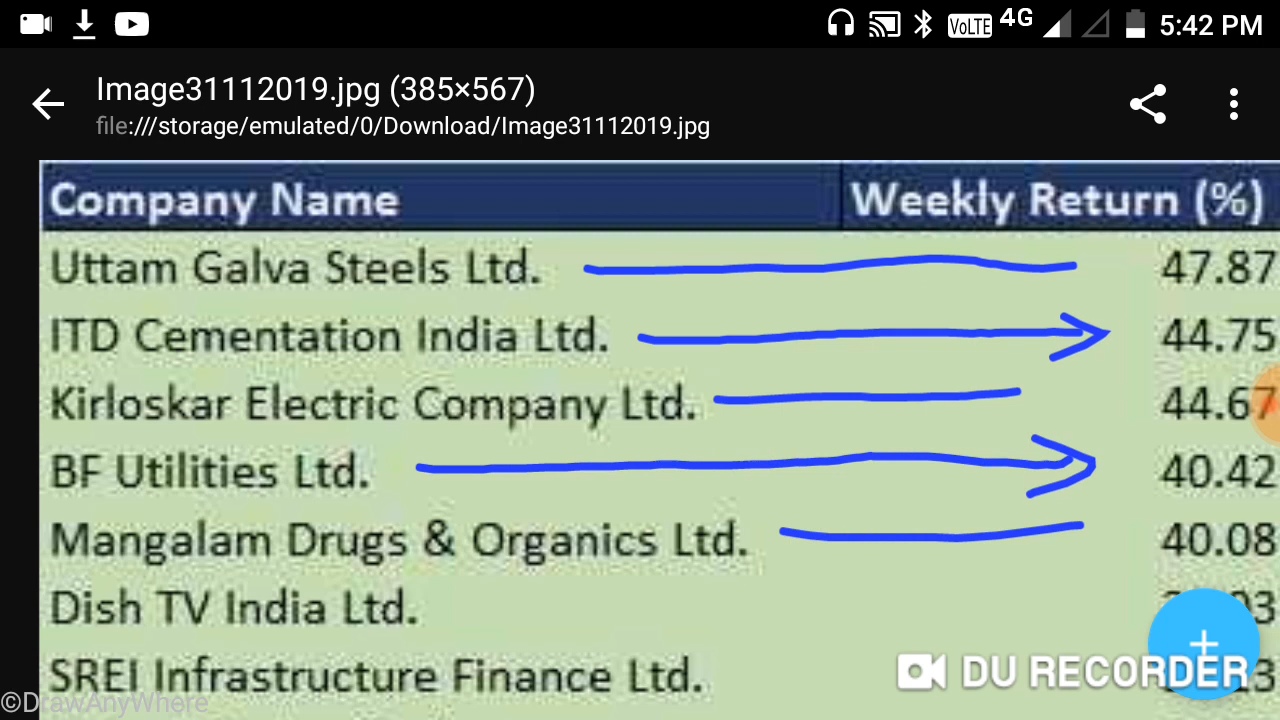 VoLTE 4G 5:42 PM
Image31112019.jpg (385×567)
file:///storage/emulated/0/Download/Image31112019.jpg
Company Name Weekly Return (%)
Uttam Galva Steels Ltd. 47.87
ITD Cementation India Ltd. 44.75
Kirloskar Electric Company Ltd. 44.67
BF Utilities Ltd. 40.42
Mangalam Drugs & Organics Ltd. 40.08
Dish TV India Ltd.
SREI Infrastructure Finance Ltd.
DU RECORDER
©DrawAnyWhere